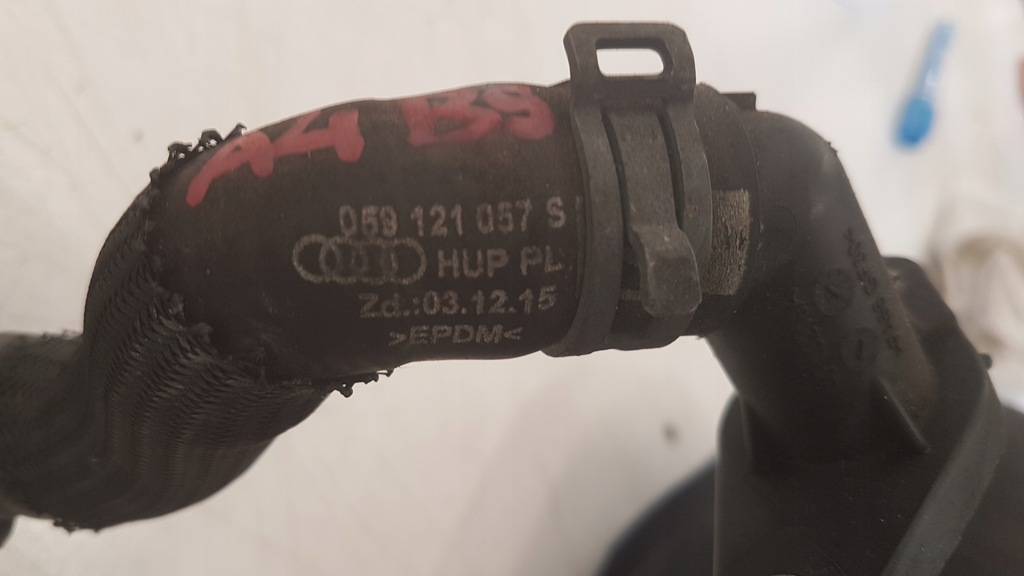 A4 B9
059 121 057 S
HUP PL
Zd.:03.12.15
>EPDM<